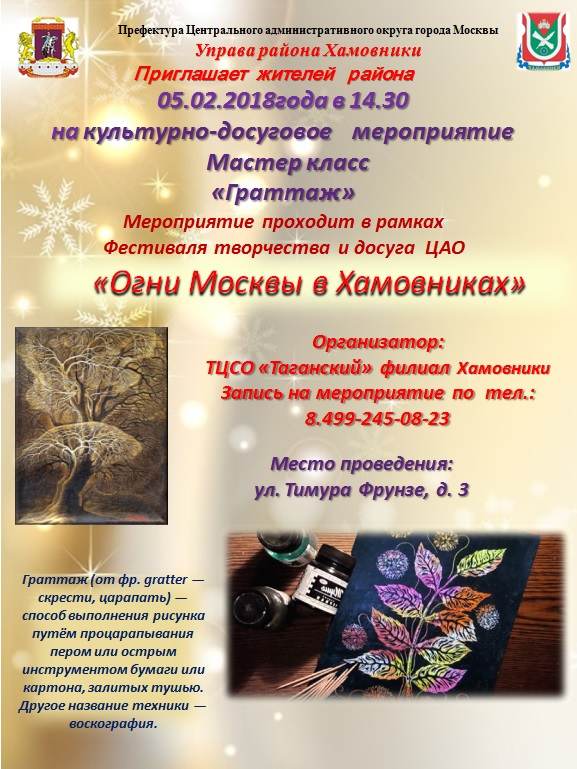 Префектура Центрального административного округа города Москвы
Управа района Хамовники
Приглашает жителей района
05.02.2018года в 14.30
на культурно-досуговое мероприятие
Мастер класс
«Граттаж»
Мероприятие проходит в рамках
Фестиваля творчества и досуга ЦАО
«Огни Москвы в Хамовниках»
Организатор:
ТЦСО «Таганский» филиал Хамовники
Запись на мероприятие по тел.:
8.499-245-08-23
Место проведения:
ул. Тимура Фрунзе, д. 3
Граттаж (от фр. gratter —
скрести, царапать) —
способ выполнения рисунка
путём процарапывания
пером или острым
инструментом бумаги или
картона, залитых тушью.
Другое название техники —
воскография.